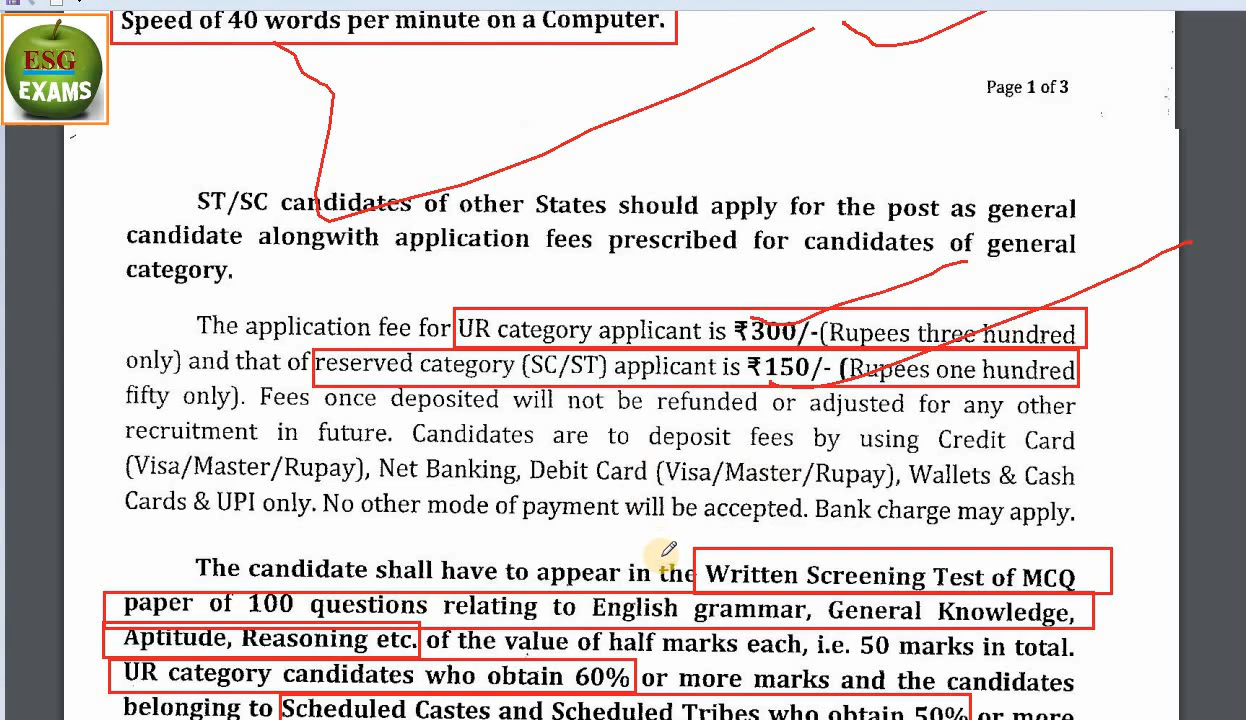 Speed of 40 words per minute on a Computer.
ESG
EXAMS
Page 1 of 3
ST/SC candidates of other States should apply for the post as general
candidate alongwith application fees prescribed for candidates of general
category.
The application fee for UR category applicant is ₹300/-(Rupees three hundred
only) and that of reserved category (SC/ST) applicant is ₹150/- (Rupees one hundred
fifty only). Fees once deposited will not be refunded or adjusted for any other
recruitment in future. Candidates are to deposit fees by using Credit Card
(Visa/Master/Rupay), Net Banking, Debit Card (Visa/Master/Rupay), Wallets & Cash
Cards & UPI only. No other mode of payment will be accepted. Bank charge may apply.
The candidate shall have to appear in the Written Screening Test of MCQ
paper of 100 questions relating to English grammar, General Knowledge,
Aptitude, Reasoning etc. of the value of half marks each, i.e. 50 marks in total.
UR category candidates who obtain 60% or more marks and the candidates
belonging to Scheduled Castes and Scheduled Tribes who obtain 50% or more